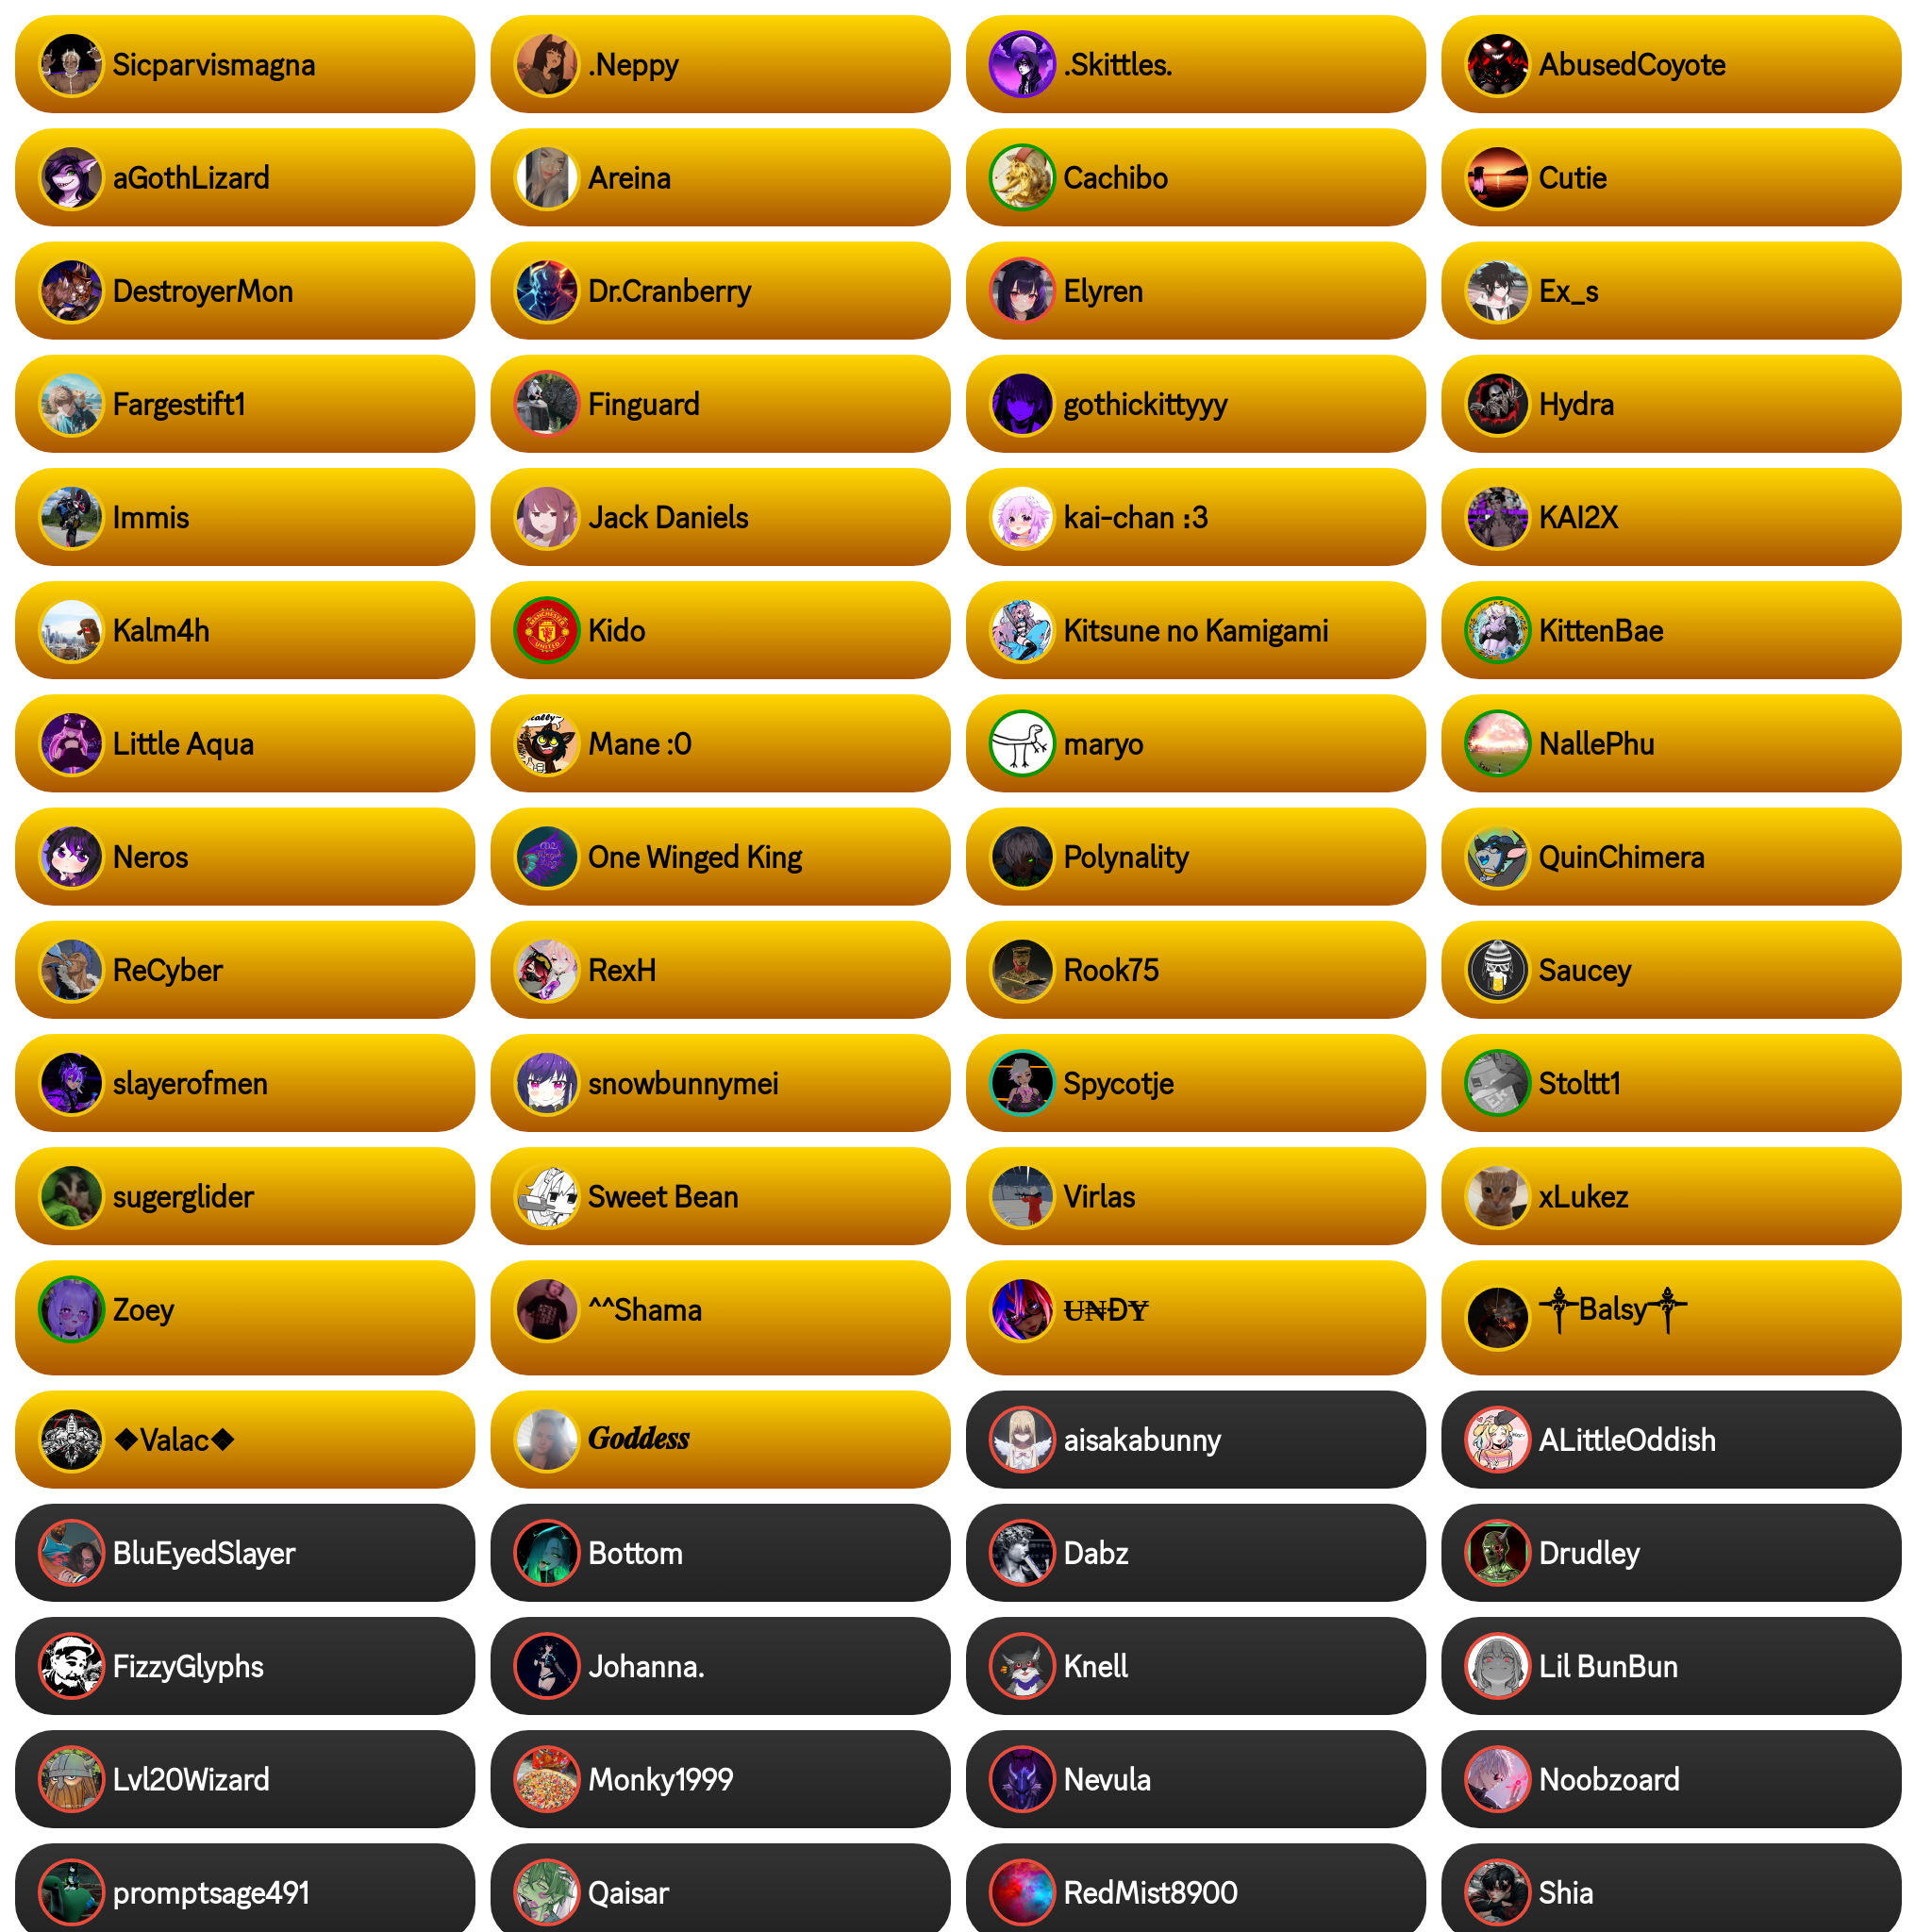 Sicparvismagna
.Neppy
.Skittles.
AbusedCoyote
aGothLizard
Areina
Cachibo
Cutie
DestroyerMon
Dr.Cranberry
Elyren
Ex_s
Fargestift1
Finguard
gothickittyyy
Hydra
Immis
Jack Daniels
kai-chan :3
KAI2X
Kalm4h
MANCHESTER UNITED
Kido
Kitsune no Kamigami
KittenBae
Little Aqua
Mane :0
maryo
NallePhu
Neros
One Winged King
Polynality
QuinChimera
ReCyber
RexH
Rook75
Saucey
slayerofmen
snowbunnymei
Spycotje
Stoltt1
sugerglider
Sweet Bean
Virlas
xLukez
Zoey
^^Shama
ɄNĐɎ
༒Balsy༒
◆Valac◆
𝑮𝒐𝒅𝒅𝒆𝒔𝒔
aisakabunny
ALittleOddish
BluEyedSlayer
Bottom
Dabz
Drudley
FizzyGlyphs
Johanna.
Knell
Lil BunBun
Lvl20Wizard
Monky1999
Nevula
Noobzoard
promptsage491
Qaisar
RedMist8900
Shia